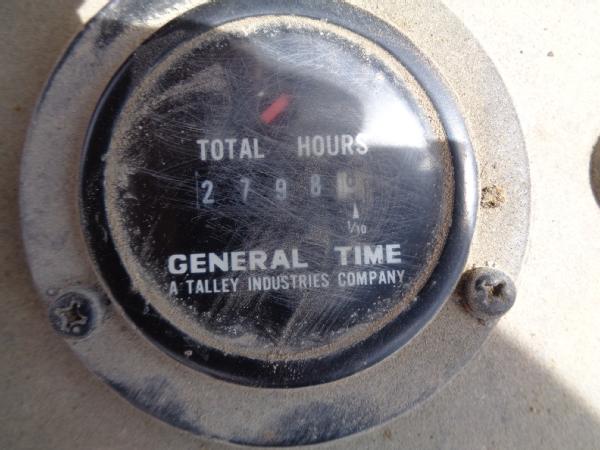 TOTAL HOURS
2 7 9 8
1/10
GENERAL TIME
A TALLEY INDUSTRIES COMPANY